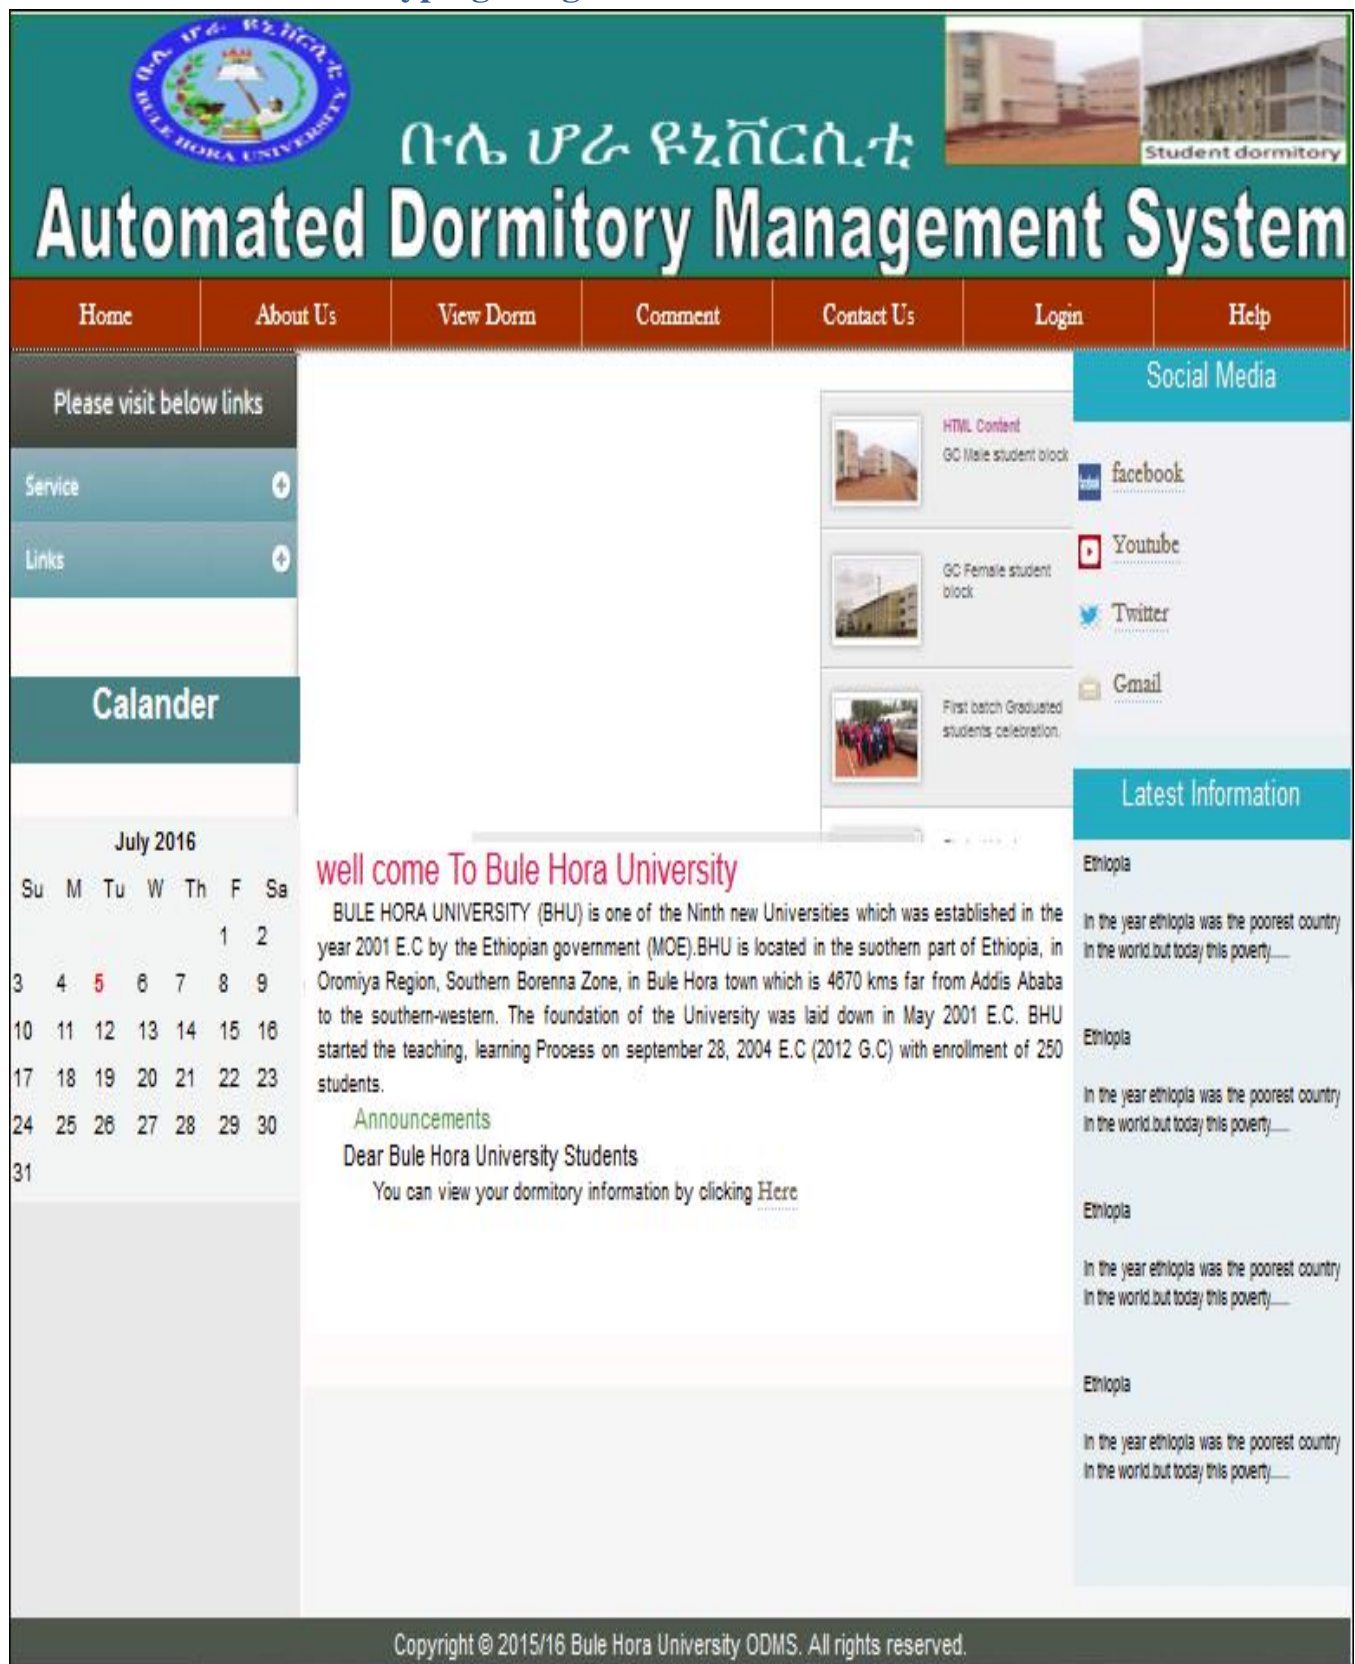 ቡሌ ሆራ ዩኒቨርሲቲ
BULE HORA UNIVERSITY
ቡሌ ሆራ ዩኒቨርሲቲ
Student dormitory
Automated Dormitory Management System
Home About Us View Dorm Comment Contact Us Login Help
Please visit below links
Service
Links
Calander
July 2016
Su M Tu W Th F Sa
1 2
3 4 5 6 7 8 9
10 11 12 13 14 15 16
17 18 19 20 21 22 23
24 25 26 27 28 29 30
31
HTML Content
GC Male student block
GC Female student
block
First batch Graduated
students celebration.
well come To Bule Hora University
BULE HORA UNIVERSITY (BHU) is one of the Ninth new Universities which was established in the
year 2001 E.C by the Ethiopian government (MOE).BHU is located in the suothern part of Ethiopia, in
Oromiya Region, Southern Borenna Zone, in Bule Hora town which is 4670 kms far from Addis Ababa
to the southern-western. The foundation of the University was laid down in May 2001 E.C. BHU
started the teaching, learning Process on september 28, 2004 E.C (2012 G.C) with enrollment of 250
students.
Announcements
Dear Bule Hora University Students
You can view your dormitory information by clicking Here
Social Media
facebook
Youtube
Twitter
Gmail
Latest Information
Ethiopia
In the year ethiopia was the poorest country
in the world.but today this poverty......
Ethiopia
In the year ethiopia was the poorest country
in the world.but today this poverty......
Ethiopia
In the year ethiopia was the poorest country
in the world.but today this poverty......
Ethiopia
In the year ethiopia was the poorest country
in the world.but today this poverty......
Copyright © 2015/16 Bule Hora University ODMS. All rights reserved.